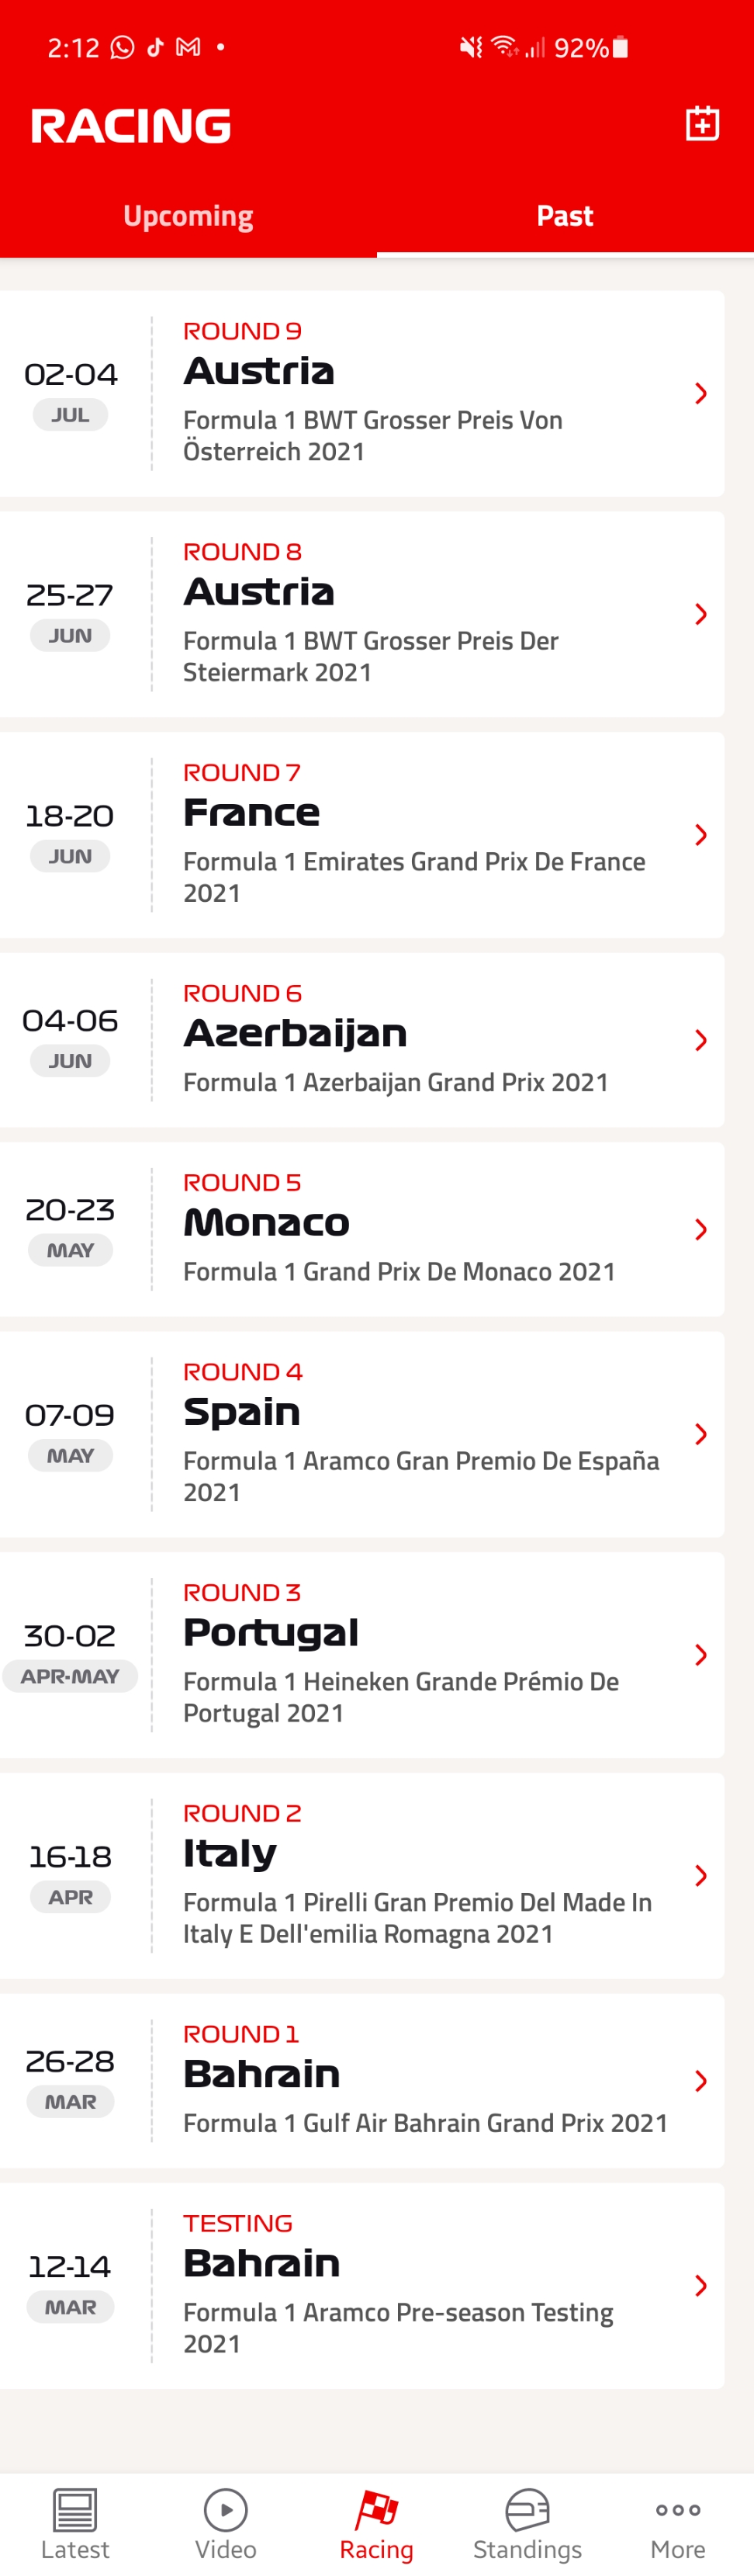 2:12 92%
RACING
Upcoming Past
ROUND 9
02-04 Austria
JUL
Formula 1 BWT Grosser Preis Von
Österreich 2021
ROUND 8
25-27 Austria
JUN
Formula 1 BWT Grosser Preis Der
Steiermark 2021
ROUND 7
18-20 France
JUN
Formula 1 Emirates Grand Prix De France
2021
ROUND 6
04-06 Azerbaijan
JUN
Formula 1 Azerbaijan Grand Prix 2021
ROUND 5
20-23 Monaco
MAY
Formula 1 Grand Prix De Monaco 2021
ROUND 4
07-09 Spain
MAY
Formula 1 Aramco Gran Premio De España
2021
ROUND 3
30-02 Portugal
APR-MAY
Formula 1 Heineken Grande Prémio De
Portugal 2021
ROUND 2
16-18 Italy
APR
Formula 1 Pirelli Gran Premio Del Made In
Italy E Dell'emilia Romagna 2021
ROUND 1
26-28 Bahrain
MAR
Formula 1 Gulf Air Bahrain Grand Prix 2021
TESTING
12-14 Bahrain
MAR
Formula 1 Aramco Pre-season Testing
2021
Latest Video Racing Standings More